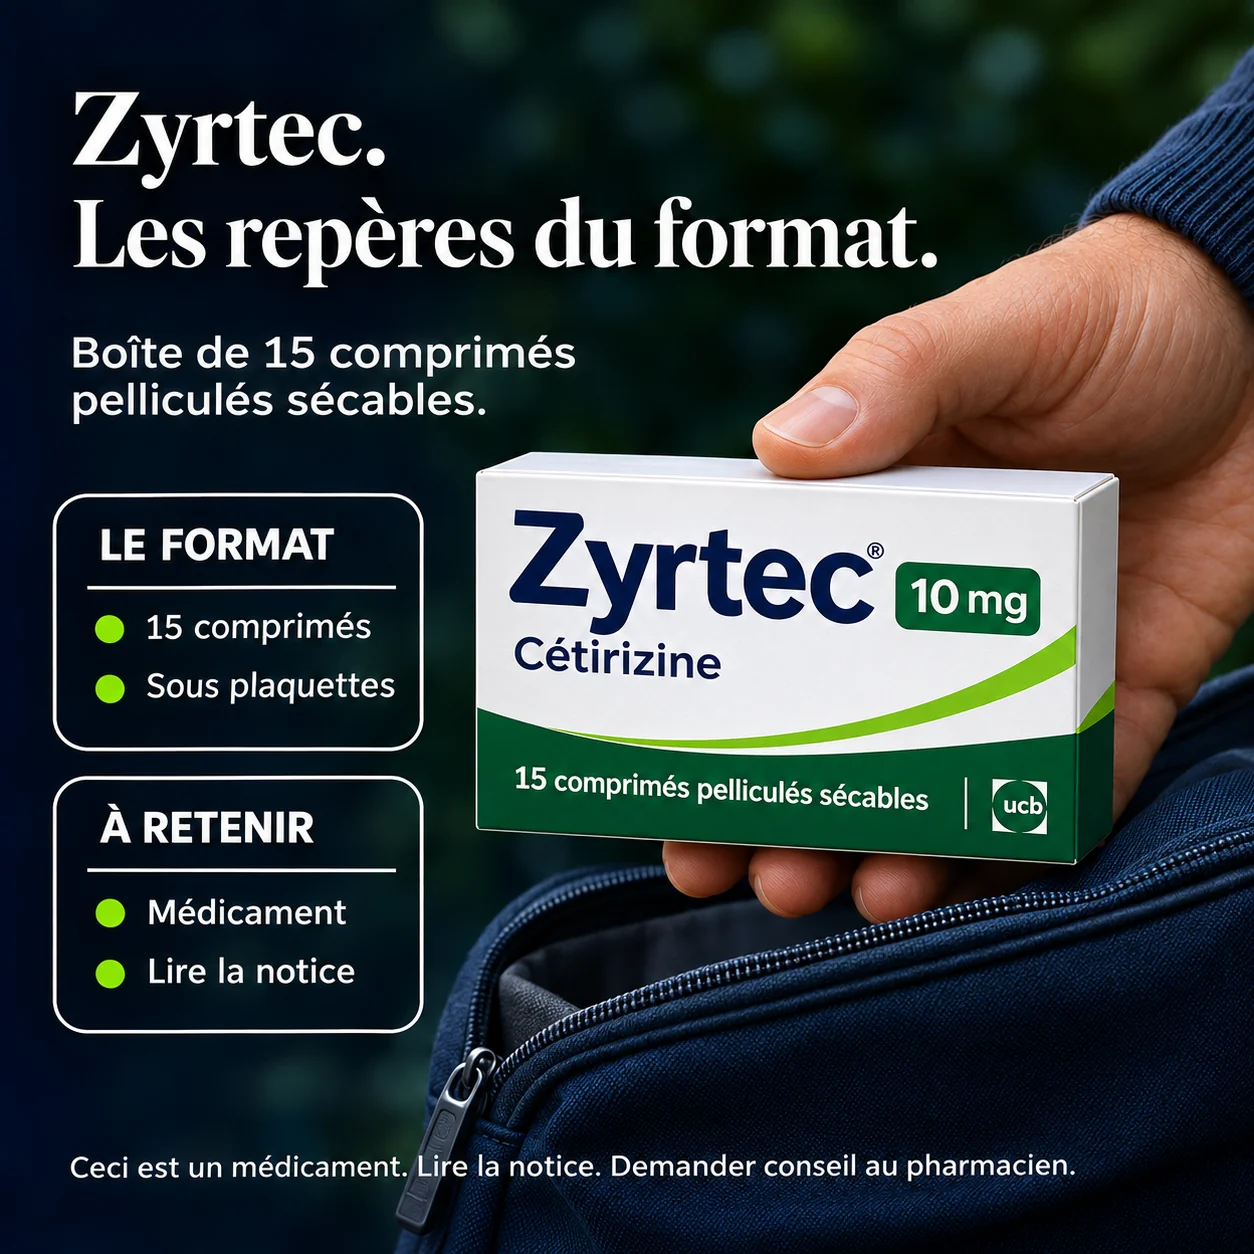 Zyrtec.
Les repères du format.
Boîte de 15 comprimés
pelliculés sécables.
LE FORMAT
15 comprimés
Sous plaquettes
À RETENIR
Médicament
Lire la notice
Zyrtec®
10 mg
Cétirizine
15 comprimés pelliculés sécables
ucb
Ceci est un médicament. Lire la notice. Demander conseil au pharmacien.